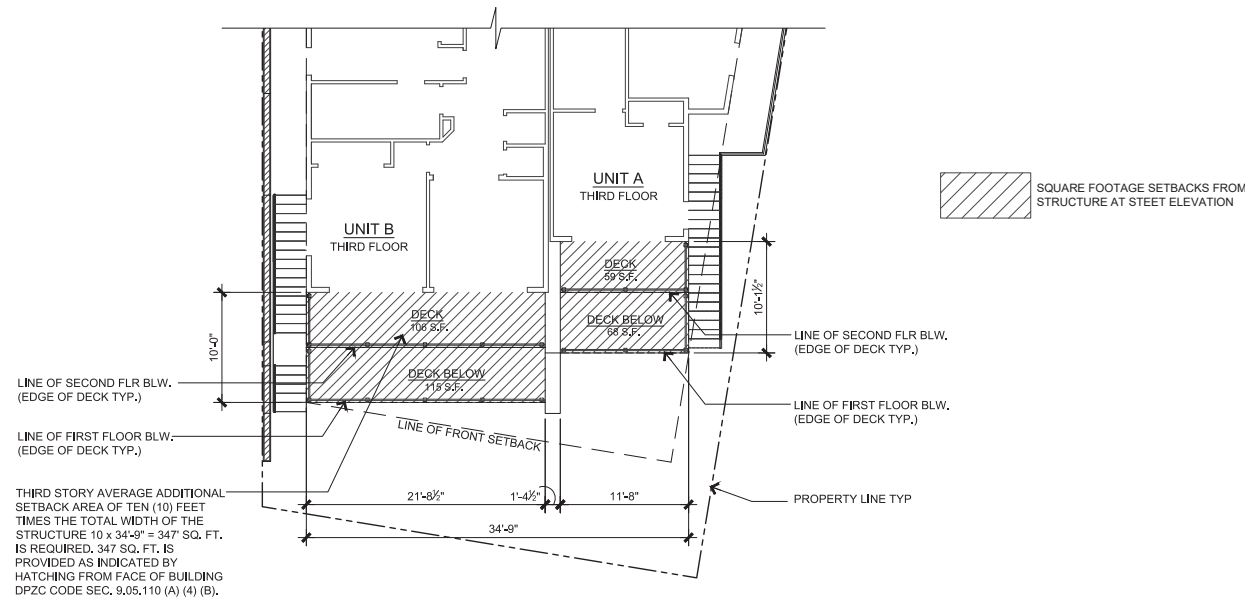 UNIT A
THIRD FLOOR
UNIT B
THIRD FLOOR
SQUARE FOOTAGE SETBACKS FROM
STRUCTURE AT STEET ELEVATION
DECK
59 S.F.
DECK BELOW
68 S.F.
10'-1½"
DECK
106 S.F.
DECK BELOW
115 S.F.
10'-0"
LINE OF SECOND FLR BLW.
(EDGE OF DECK TYP.)
LINE OF FIRST FLOOR BLW.
(EDGE OF DECK TYP.)
LINE OF SECOND FLR BLW.
(EDGE OF DECK TYP.)
LINE OF FIRST FLOOR BLW.
(EDGE OF DECK TYP.)
LINE OF FRONT SETBACK
THIRD STORY AVERAGE ADDITIONAL
SETBACK AREA OF TEN (10) FEET
TIMES THE TOTAL WIDTH OF THE
STRUCTURE 10 x 34'-9" = 347' SQ. FT.
IS REQUIRED. 347 SQ. FT. IS
PROVIDED AS INDICATED BY
HATCHING FROM FACE OF BUILDING
DPZC CODE SEC. 9.05.110 (A) (4) (B).
21'-8½"
1'-4½"
11'-8"
34'-9"
PROPERTY LINE TYP